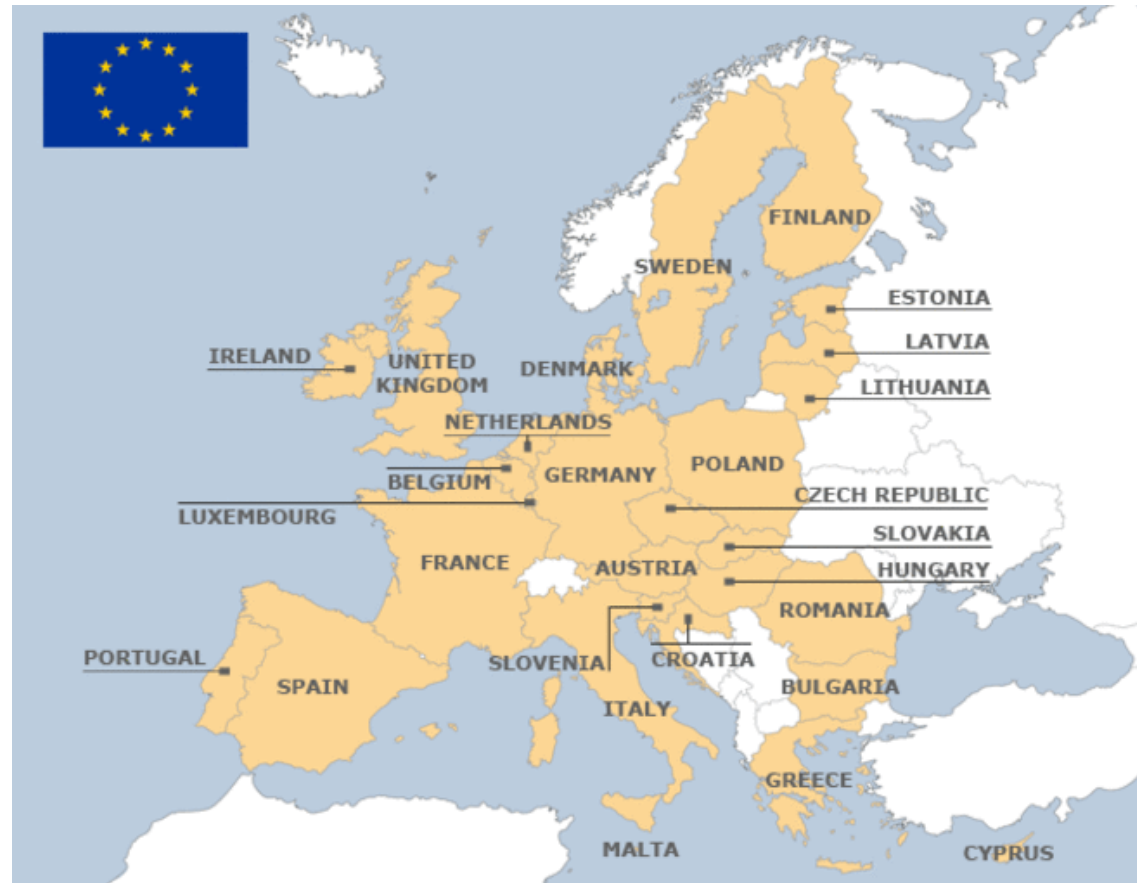 FINLAND
SWEDEN
ESTONIA
LATVIA
LITHUANIA
IRELAND
UNITED
KINGDOM
DENMARK
NETHERLANDS
BELGIUM
LUXEMBOURG
GERMANY
POLAND
CZECH REPUBLIC
SLOVAKIA
HUNGARY
FRANCE
AUSTRIA
ROMANIA
SLOVENIA
CROATIA
PORTUGAL
SPAIN
ITALY
BULGARIA
GREECE
MALTA
CYPRUS